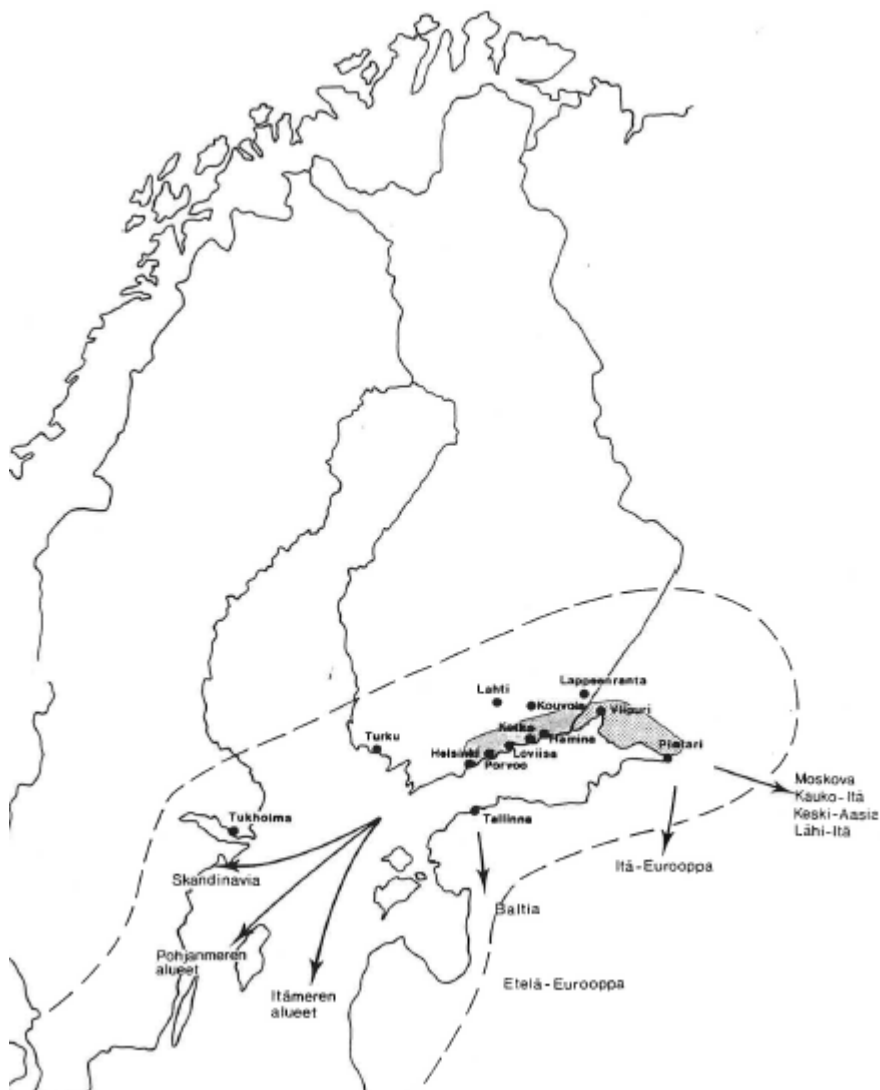 Lappeenranta
Lahti
Kouvola
Viipuri
Kotka
Hamina
Turku
Helsinki
Loviisa
Pietari
Porvoo
Moskova
Kauko-Itä
Keski-Aasia
Lähi-Itä
Tukholma
Tallinna
Itä-Eurooppa
Skandinavia
Baltia
Pohjanmeren
alueet
Etelä-Eurooppa
Itämeren
alueet